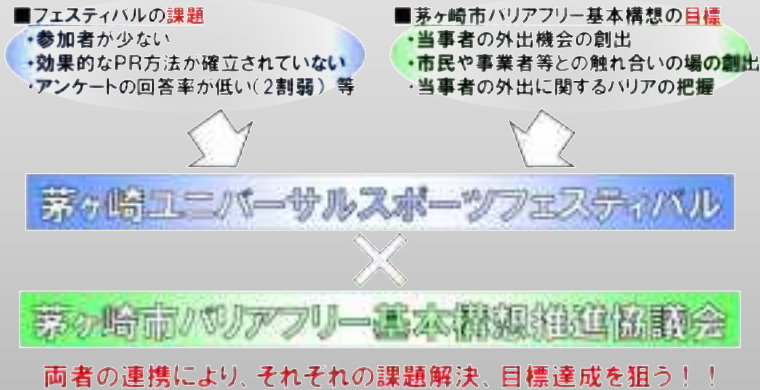 ■フェスティバルの課題
・参加者が少ない
・効果的なPR方法が確立されていない
・アンケートの回答率が低い（2割弱）等
■茅ヶ崎市バリアフリー基本構想の目標
・当事者の外出機会の創出
・市民や事業者等との触れ合いの場の創出
・当事者の外出に関するバリアの把握
茅ヶ崎ユニバーサルスポーツフェスティバル
×
茅ヶ崎市バリアフリー基本構想推進協議会
両者の連携により、それぞれの課題解決、目標達成を狙う！！